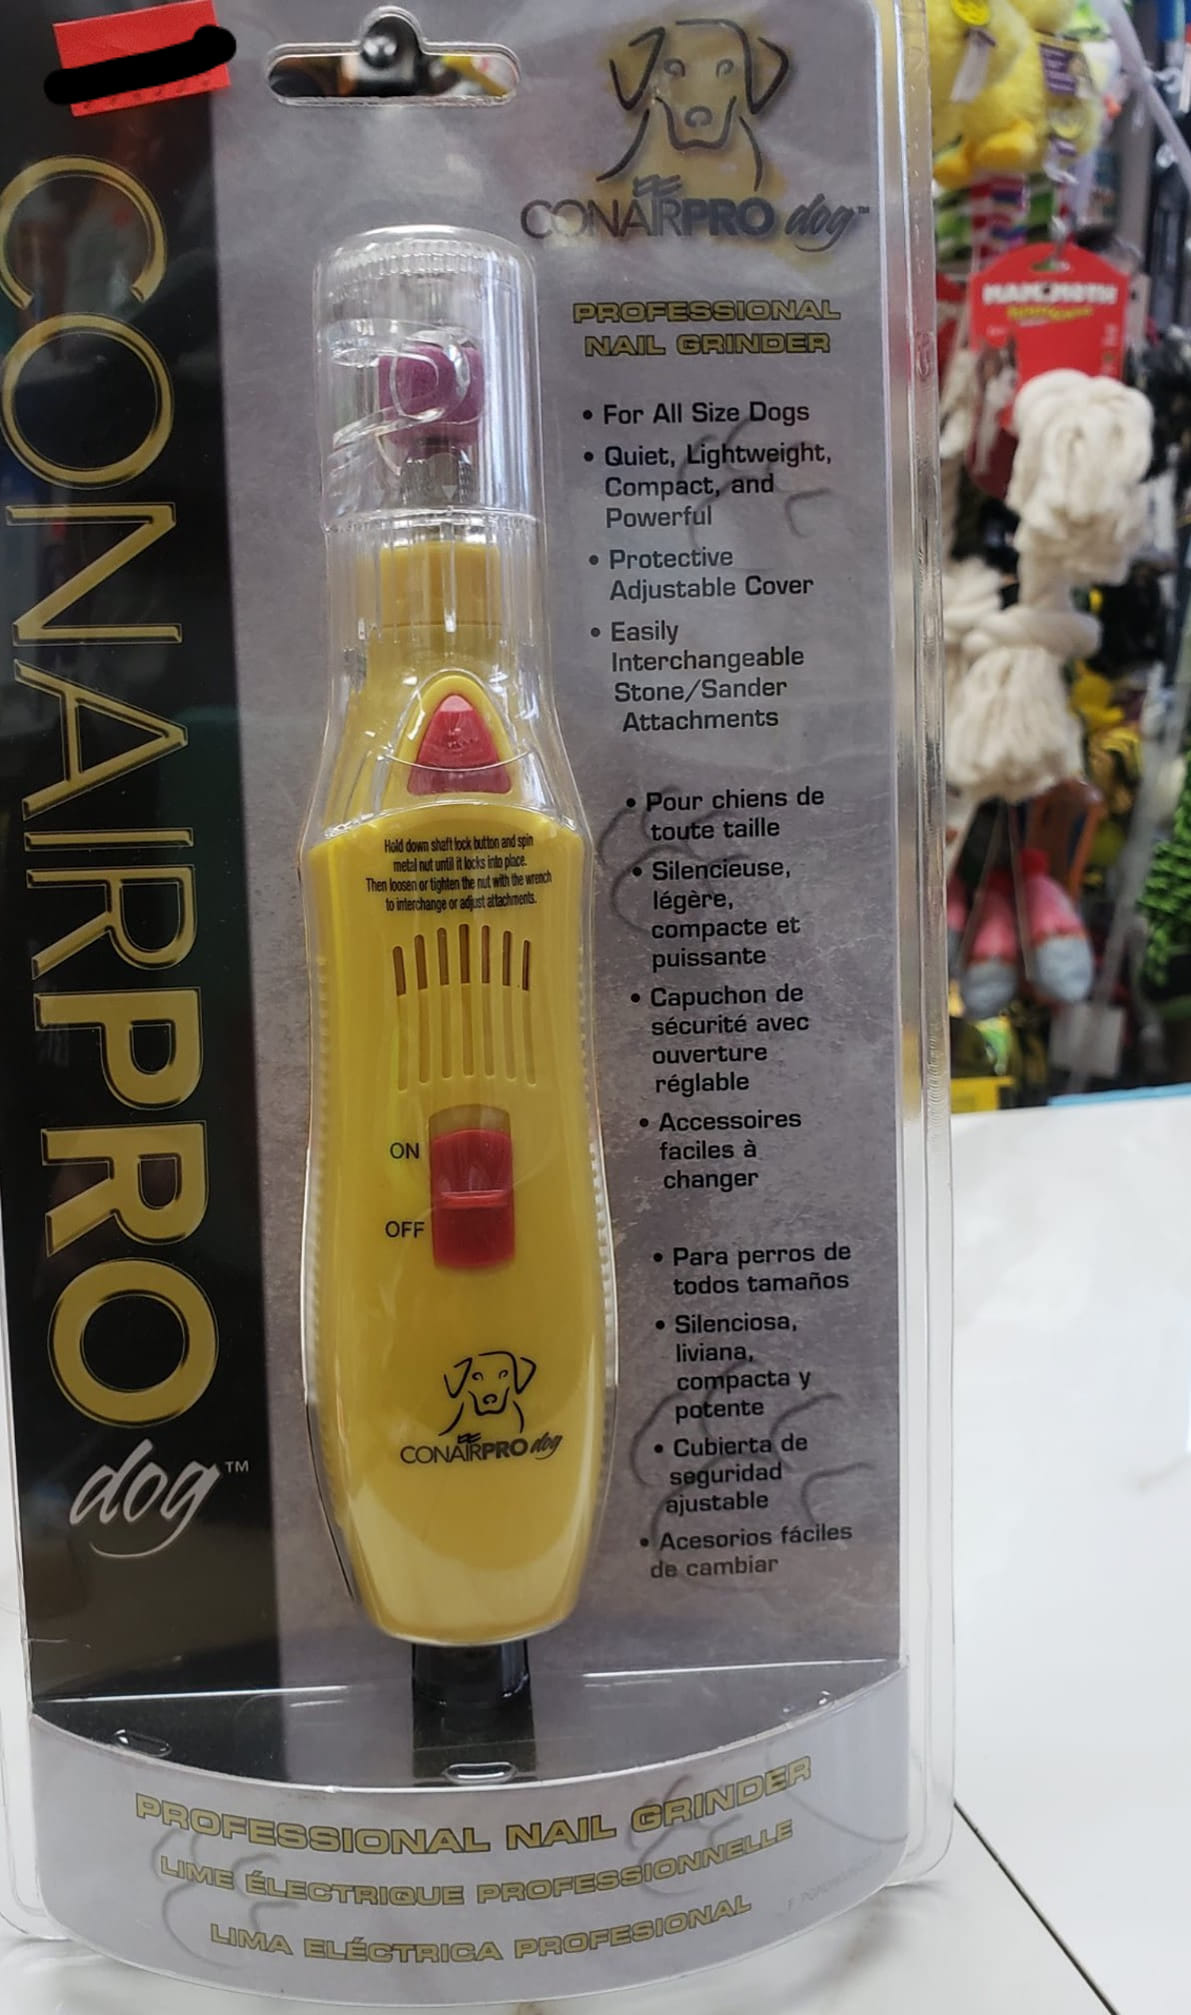 CONAIRPRO
dog™
CONAIRPRO dog™
PROFESSIONAL
NAIL GRINDER
• For All Size Dogs
• Quiet, Lightweight,
Compact, and
Powerful
• Protective
Adjustable Cover
• Easily
Interchangeable
Stone/Sander
Attachments
• Pour chiens de
toute taille
• Silencieuse,
légère,
compacte et
puissante
• Capuchon de
sécurité avec
ouverture
réglable
• Accessoires
faciles à
changer
• Para perros de
todos tamaños
• Silenciosa,
liviana,
compacta y
potente
• Cubierta de
seguridad
ajustable
• Acesorios fáciles
de cambiar
Hold down shaft lock button and spin
metal nut until it locks into place.
Then loosen or tighten the nut with the wrench
to interchange or adjust attachments.
ON
OFF
CONAIRPRO dog
PROFESSIONAL NAIL GRINDER
LIME ÉLECTRIQUE PROFESSIONNELLE
LIMA ELÉCTRICA PROFESIONAL
MAMMOTH